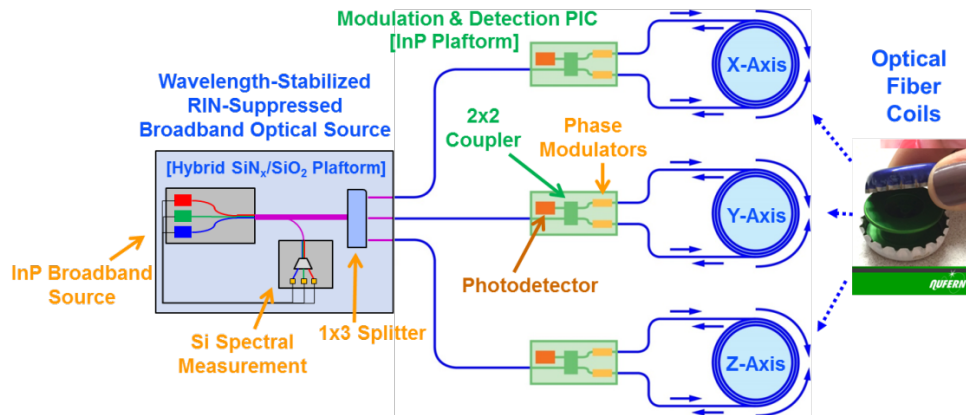 Modulation & Detection PIC
[InP Plaftorm]
Wavelength-Stabilized
RIN-Suppressed
Broadband Optical Source
[Hybrid SiNₓ/SiO₂ Plaftorm]
InP Broadband
Source
Si Spectral
Measurement
1x3 Splitter
2x2
Coupler
Phase
Modulators
Photodetector
X-Axis
Y-Axis
Z-Axis
Optical
Fiber
Coils
NUFERN